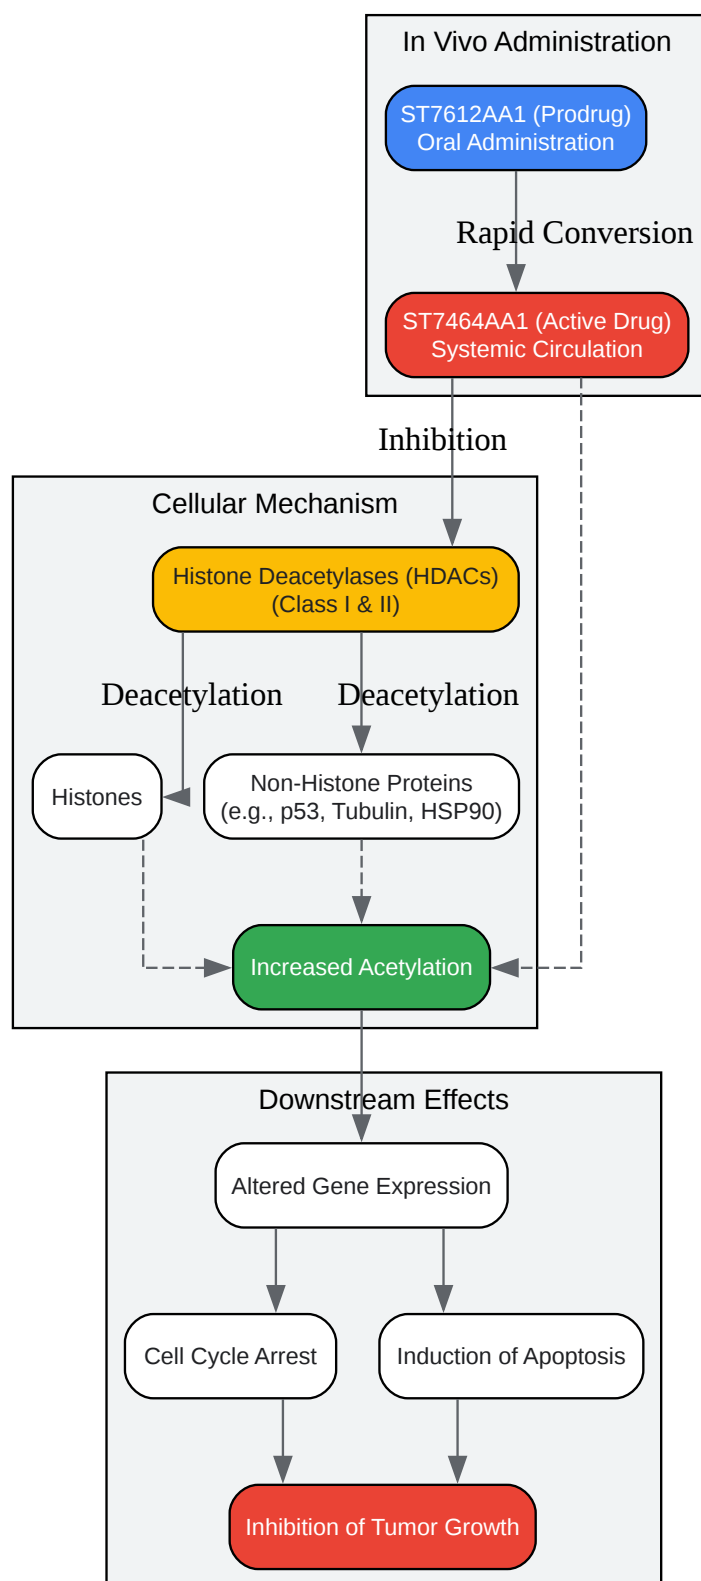 In Vivo Administration
ST7612AA1 (Prodrug)
Oral Administration
Rapid Conversion
ST7464AA1 (Active Drug)
Systemic Circulation
Inhibition
Cellular Mechanism
Histone Deacetylases (HDACs)
(Class I & II)
Deacetylation
Deacetylation
Histones
Non-Histone Proteins
(e.g., p53, Tubulin, HSP90)
Increased Acetylation
Downstream Effects
Altered Gene Expression
Cell Cycle Arrest
Induction of Apoptosis
Inhibition of Tumor Growth